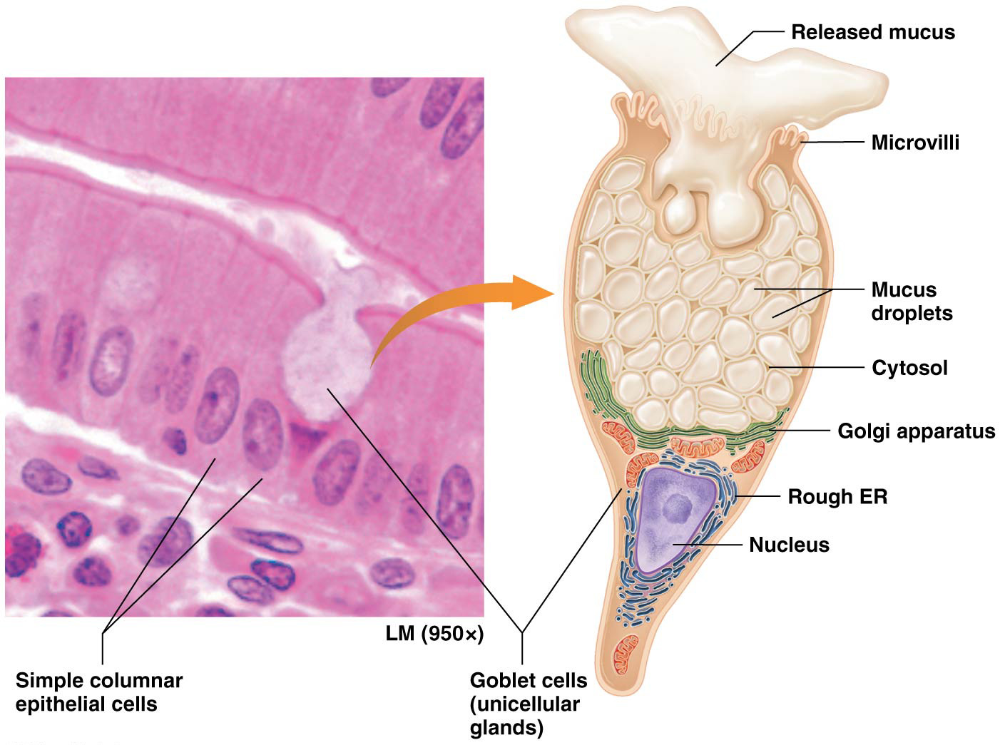 Released mucus
Microvilli
Mucus
droplets
Cytosol
Golgi apparatus
Rough ER
Nucleus
LM (950×)
Simple columnar
epithelial cells
Goblet cells
(unicellular
glands)